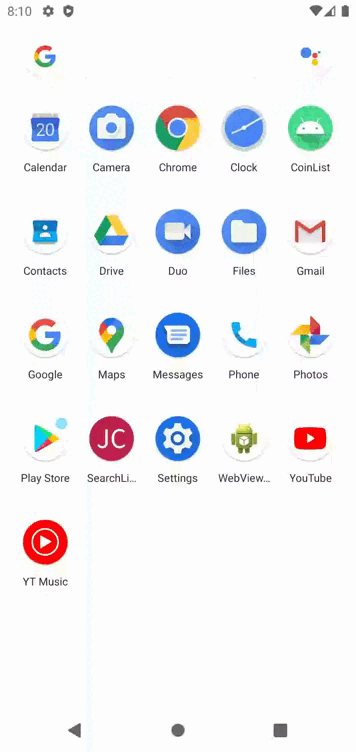 8:10
Calendar
Camera
Chrome
Clock
CoinList
20
Contacts
Drive
Duo
Files
Gmail
Google
Maps
Messages
Phone
Photos
JC
Play Store
SearchLi...
Settings
WebView...
YouTube
YT Music